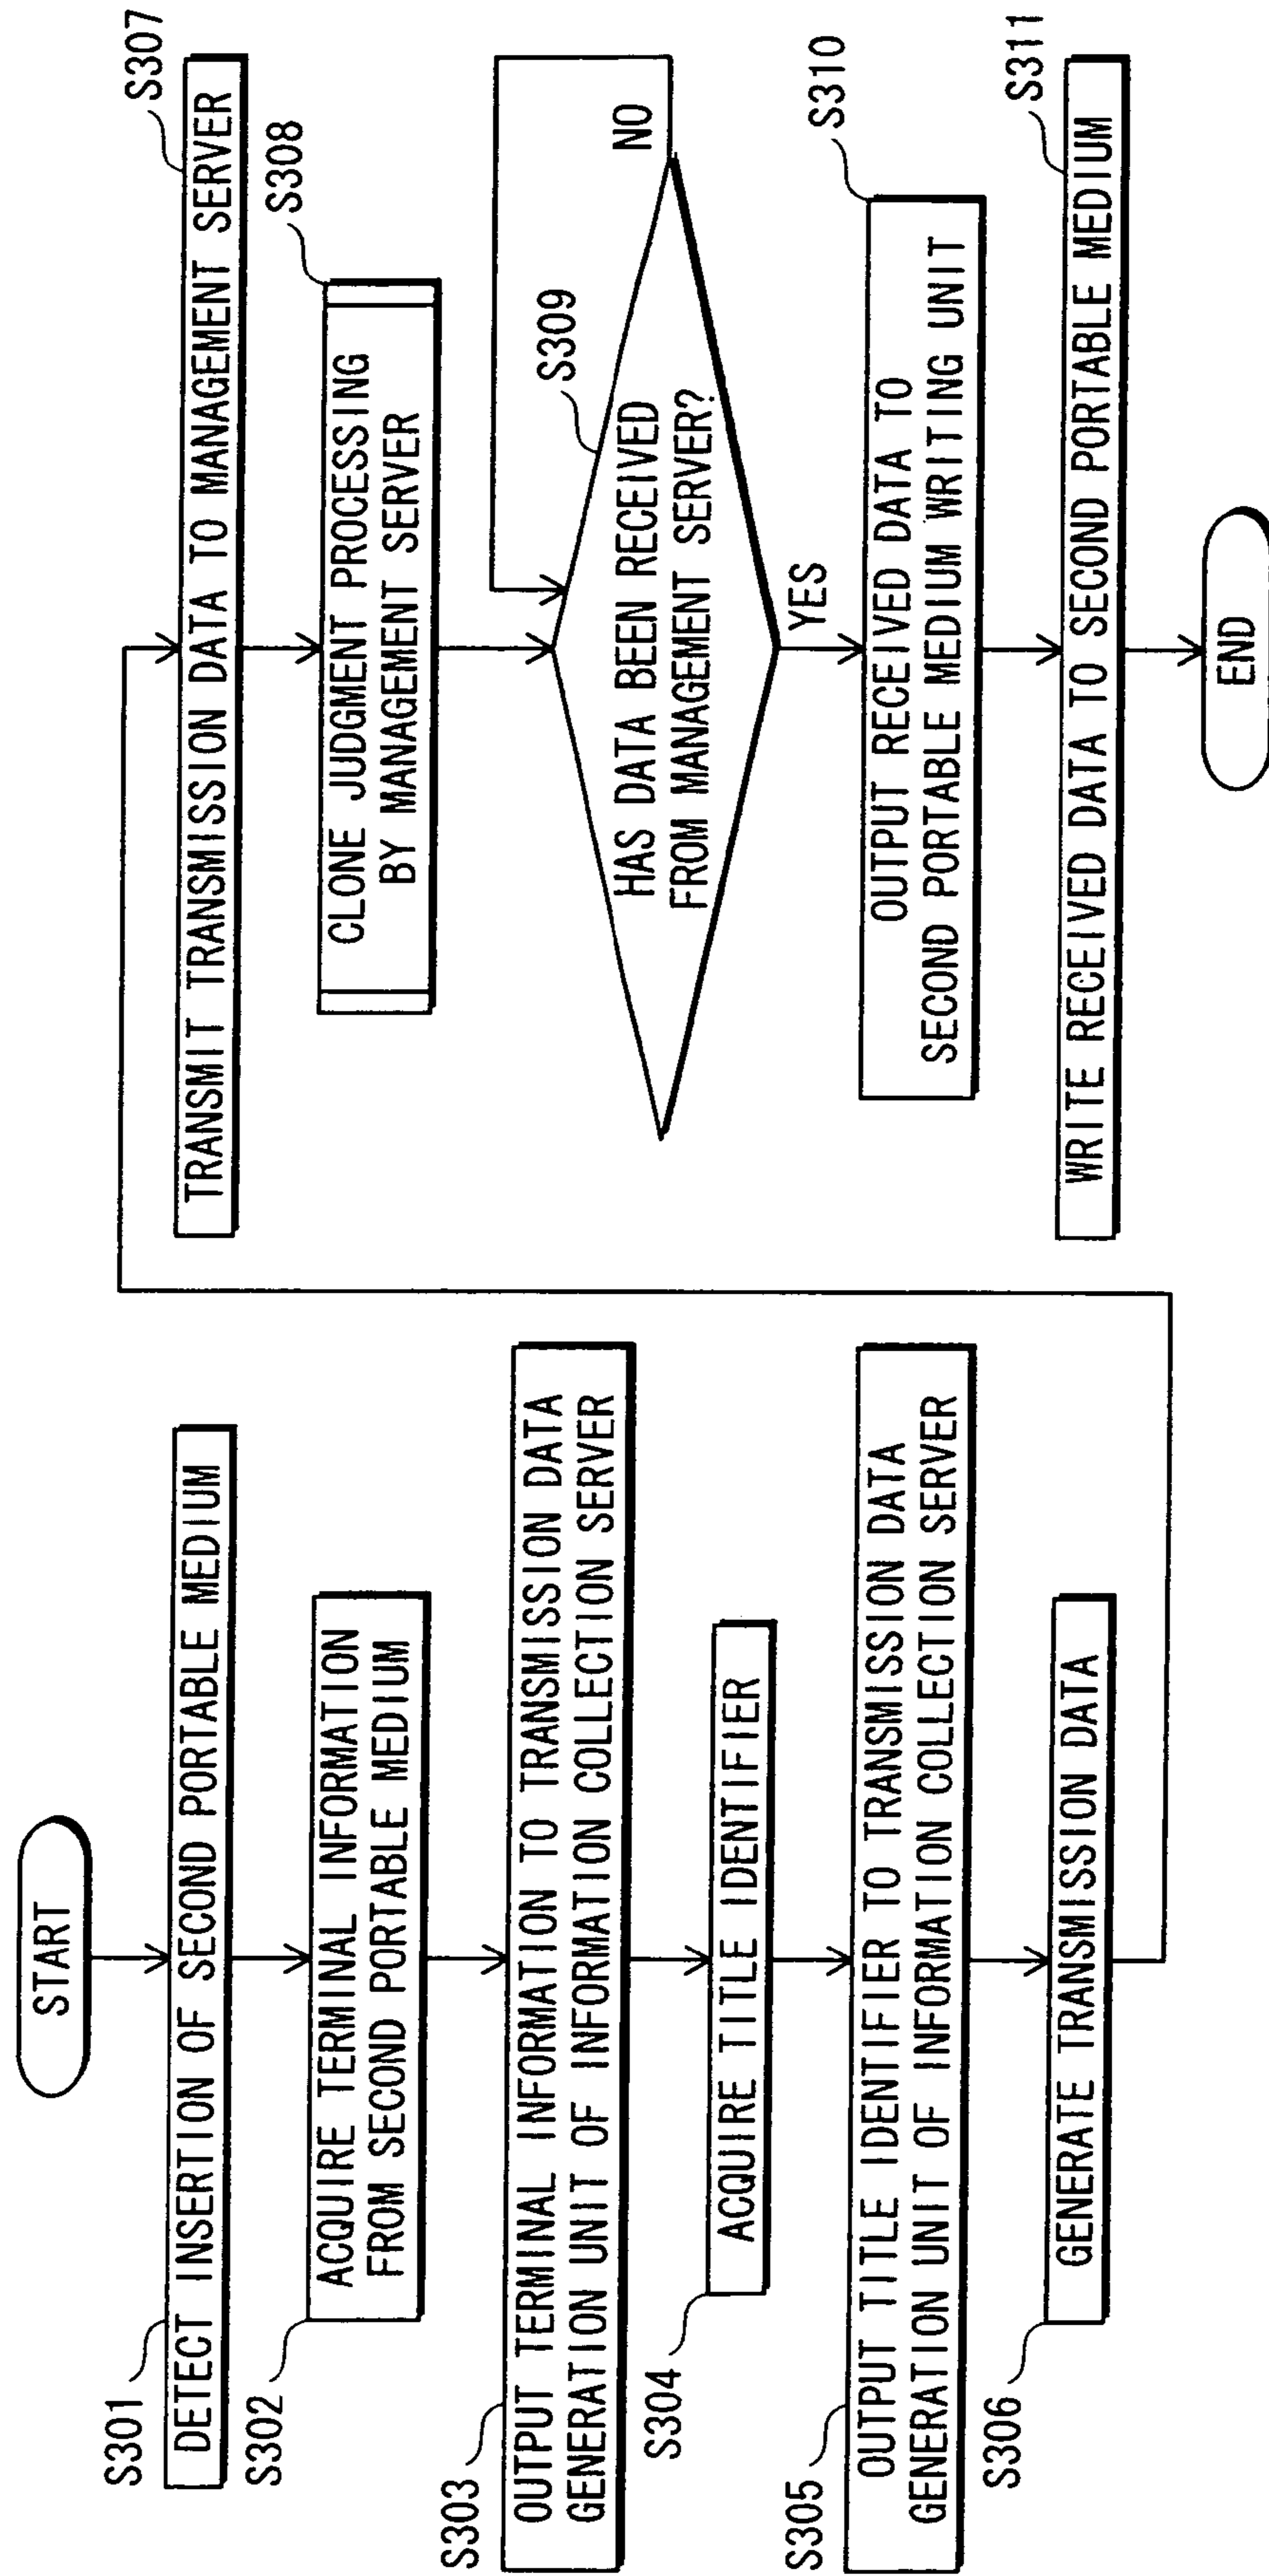 START
S301
DETECT INSERTION OF SECOND PORTABLE MEDIUM
S302
ACQUIRE TERMINAL INFORMATION
FROM SECOND PORTABLE MEDIUM
S303
OUTPUT TERMINAL INFORMATION TO TRANSMISSION DATA
GENERATION UNIT OF INFORMATION COLLECTION SERVER
S304
ACQUIRE TITLE IDENTIFIER
S305
OUTPUT TITLE IDENTIFIER TO TRANSMISSION DATA
GENERATION UNIT OF INFORMATION COLLECTION SERVER
S306
GENERATE TRANSMISSION DATA
S307
TRANSMIT TRANSMISSION DATA TO MANAGEMENT SERVER
S308
CLONE JUDGMENT PROCESSING
BY MANAGEMENT SERVER
S309
HAS DATA BEEN RECEIVED
FROM MANAGEMENT SERVER?
NO
YES
S310
OUTPUT RECEIVED DATA TO
SECOND PORTABLE MEDIUM WRITING UNIT
S311
WRITE RECEIVED DATA TO SECOND PORTABLE MEDIUM
END